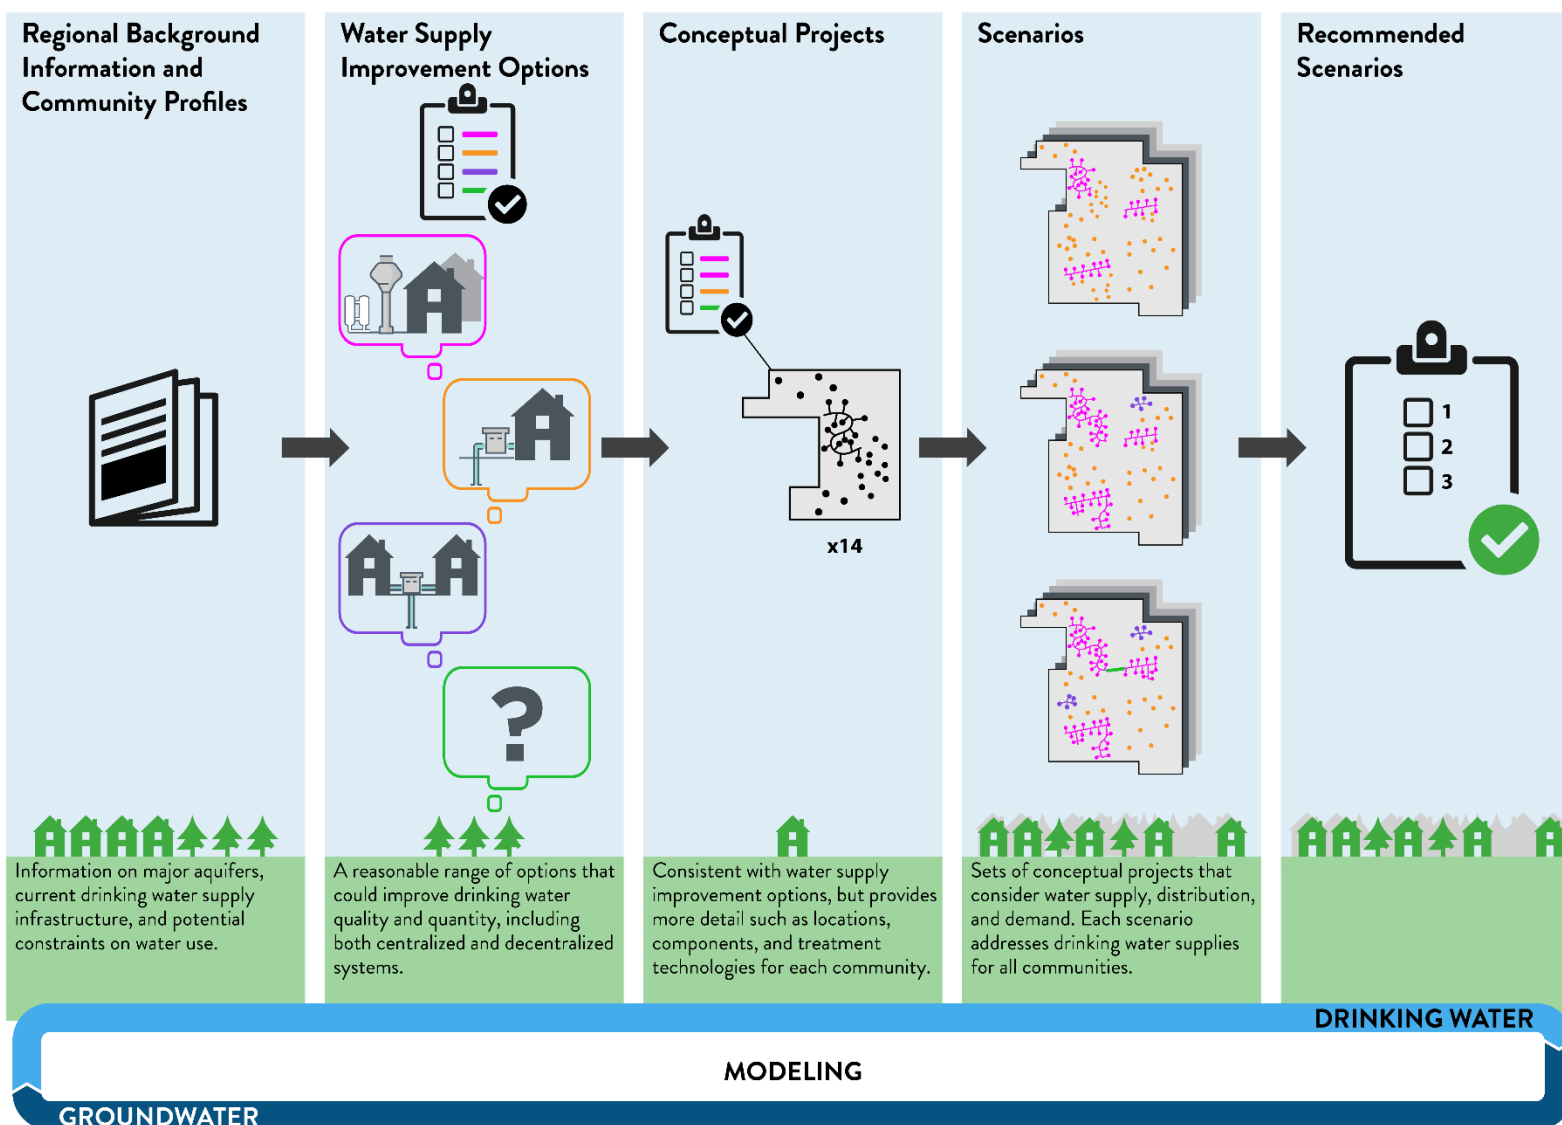 Regional Background
Information and
Community Profiles
Water Supply
Improvement Options
Conceptual Projects
Scenarios
Recommended
Scenarios
x14
1
2
3
Information on major aquifers,
current drinking water supply
infrastructure, and potential
constraints on water use.
A reasonable range of options that
could improve drinking water
quality and quantity, including
both centralized and decentralized
systems.
Consistent with water supply
improvement options, but provides
more detail such as locations,
components, and treatment
technologies for each community.
Sets of conceptual projects that
consider water supply, distribution,
and demand. Each scenario
addresses drinking water supplies
for all communities.
DRINKING WATER
MODELING
GROUNDWATER